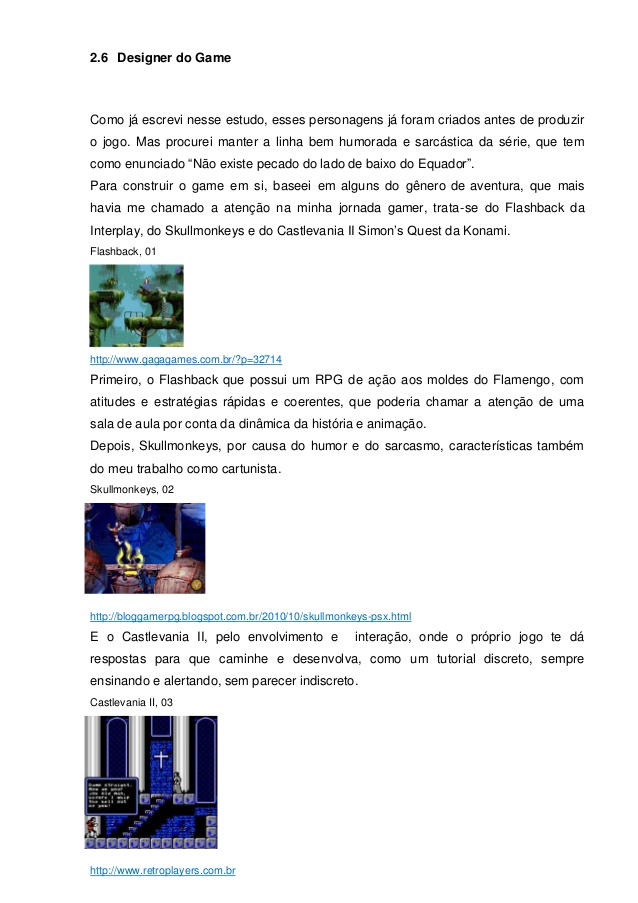 2.6 Designer do Game
Como já escrevi nesse estudo, esses personagens já foram criados antes de produzir
o jogo. Mas procurei manter a linha bem humorada e sarcástica da série, que tem
como enunciado “Não existe pecado do lado de baixo do Equador”.
Para construir o game em si, baseei em alguns do gênero de aventura, que mais
havia me chamado a atenção na minha jornada gamer, trata-se do Flashback da
Interplay, do Skullmonkeys e do Castlevania II Simon’s Quest da Konami.
Flashback, 01
http://www.gagagames.com.br/?p=32714
Primeiro, o Flashback que possui um RPG de ação aos moldes do Flamengo, com
atitudes e estratégias rápidas e coerentes, que poderia chamar a atenção de uma
sala de aula por conta da dinâmica da história e animação.
Depois, Skullmonkeys, por causa do humor e do sarcasmo, características também
do meu trabalho como cartunista.
Skullmonkeys, 02
http://bloggamerpg.blogspot.com.br/2010/10/skullmonkeys-psx.html
E o Castlevania II, pelo envolvimento e interação, onde o próprio jogo te dá
respostas para que caminhe e desenvolva, como um tutorial discreto, sempre
ensinando e alertando, sem parecer indiscreto.
Castlevania II, 03
Damn straight.
you!
http://www.retroplayers.com.br